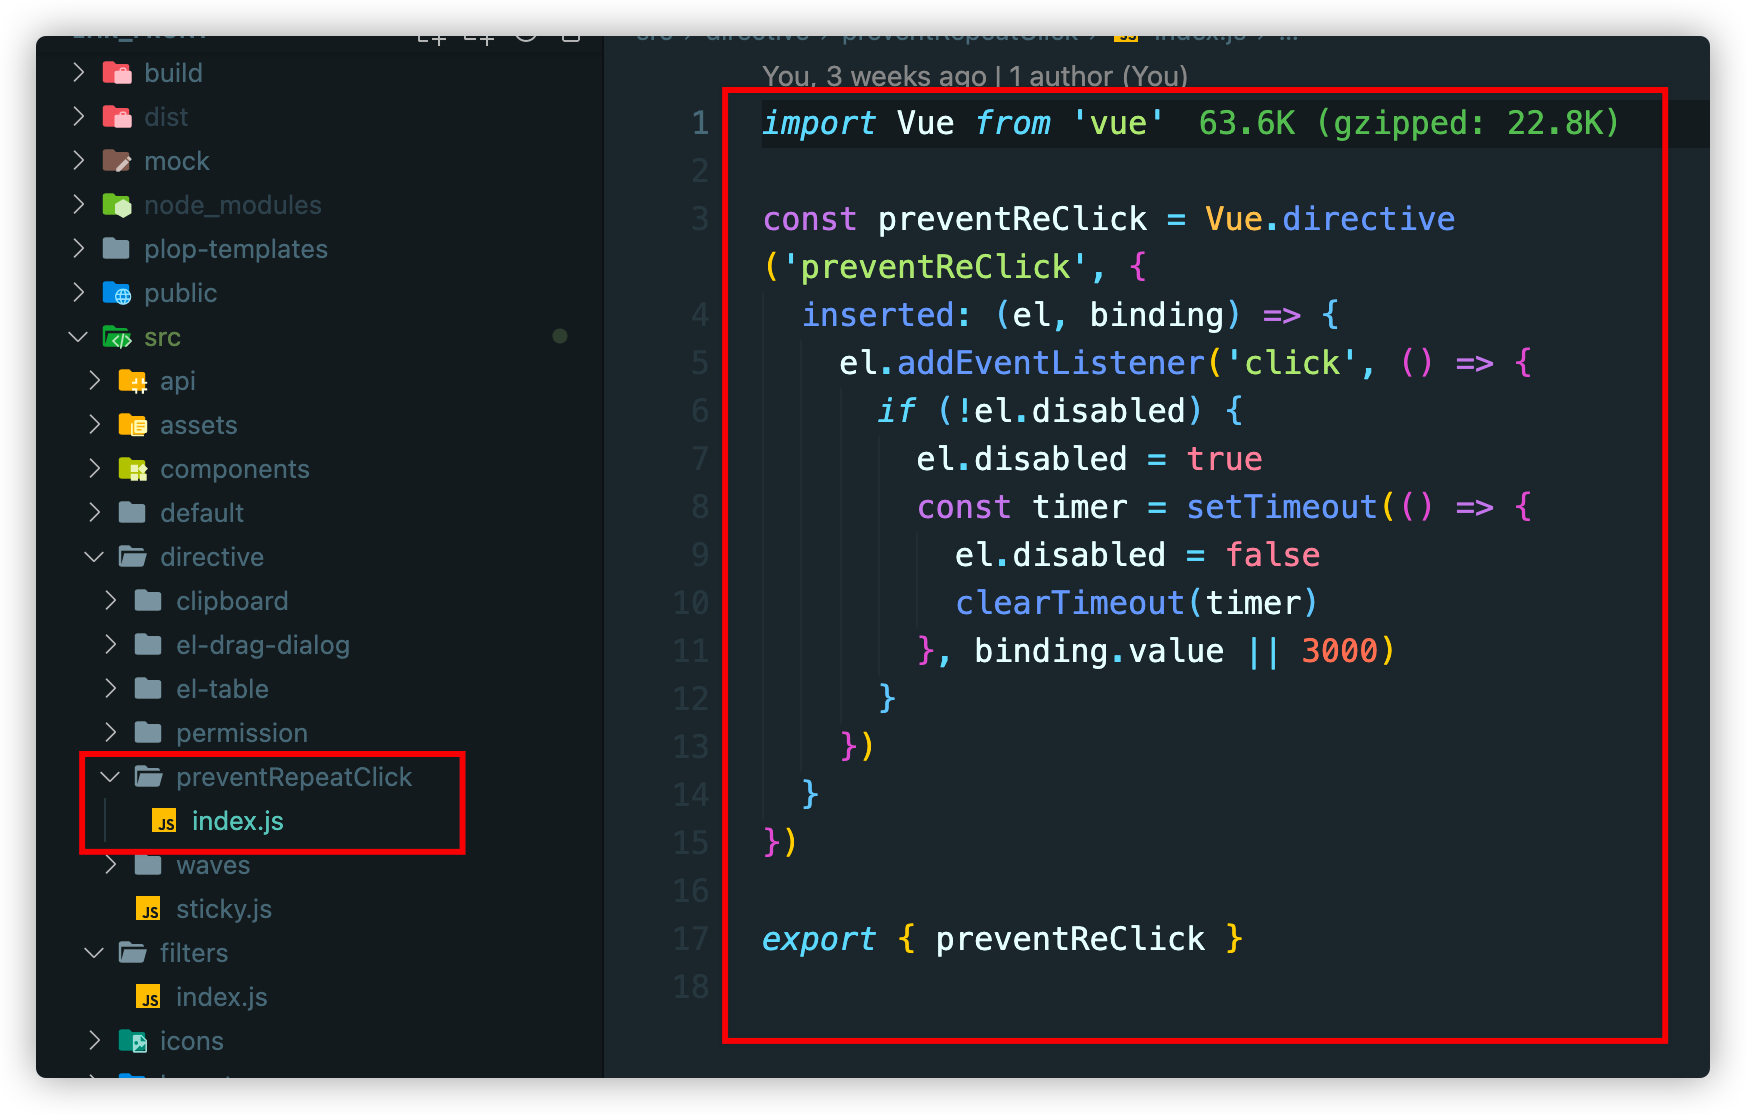 build
dist
mock
node_modules
plop-templates
public
src
api
assets
components
default
directive
clipboard
el-drag-dialog
el-table
permission
preventRepeatClick
JS index.js
waves
JS sticky.js
filters
JS index.js
icons
src › directive › preventRepeatClick › JS index.js › ...
You, 3 weeks ago | 1 author (You)
1 import Vue from 'vue' 63.6K (gzipped: 22.8K)
2
3 const preventReClick = Vue.directive
('preventReClick', {
4 inserted: (el, binding) => {
5 el.addEventListener('click', () => {
6 if (!el.disabled) {
7 el.disabled = true
8 const timer = setTimeout(() => {
9 el.disabled = false
10 clearTimeout(timer)
11 }, binding.value || 3000)
12 }
13 })
14 }
15 })
16
17 export { preventReClick }
18